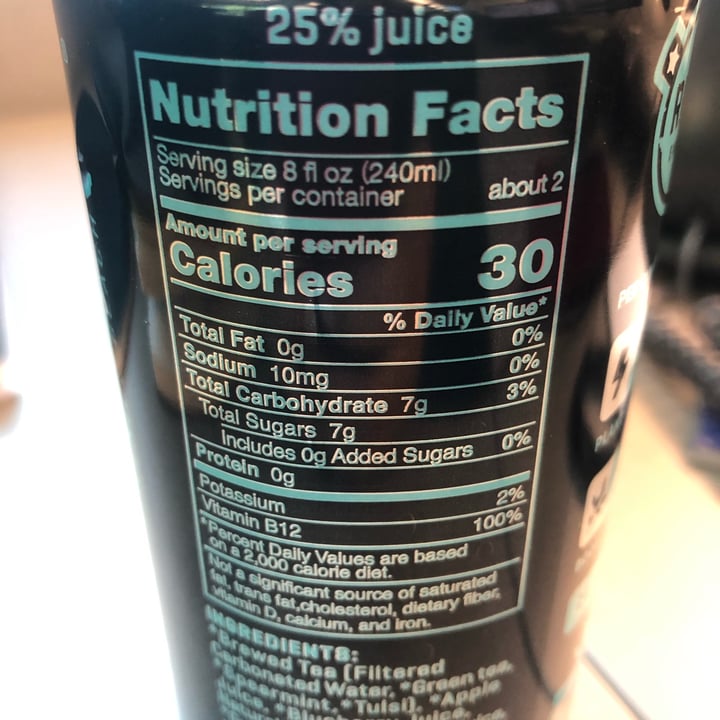 25% juice
Nutrition Facts
Serving size 8 fl oz (240ml)
Servings per container about 2
Amount per serving
Calories 30
% Daily Value*
Total Fat 0g 0%
Sodium 10mg 0%
Total Carbohydrate 7g 3%
Total Sugars 7g
Includes 0g Added Sugars 0%
Protein 0g
Potassium 2%
Vitamin B12 100%
*Percent Daily Values are based
on a 2,000 calorie diet.
Not a significant source of saturated
fat, trans fat,cholesterol, dietary fiber,
vitamin D, calcium, and iron.
INGREDIENTS:
*Brewed Tea (Filtered
Carbonated Water, *Green tea,
*Spearmint, *Tulsi), *Apple
Juice, *Blueberry Juice,